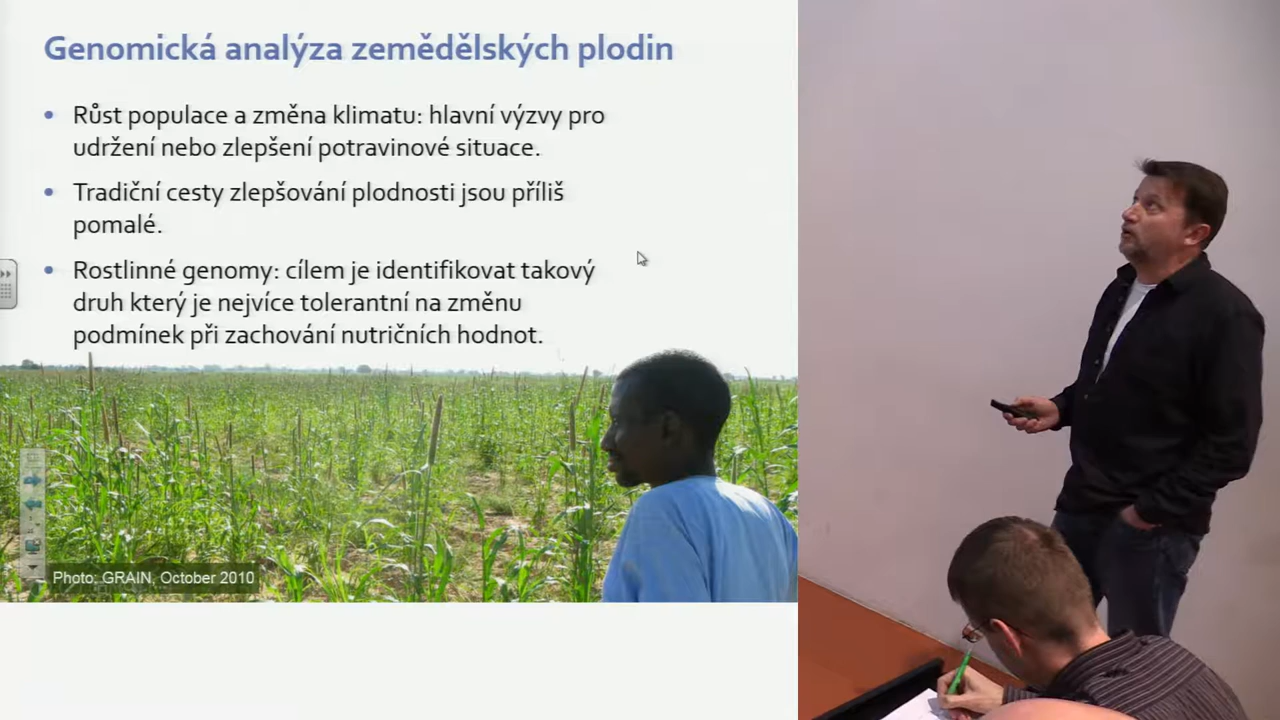 Genomická analýza zemědělských plodin
Růst populace a změna klimatu: hlavní výzvy pro
udržení nebo zlepšení potravinové situace.
Tradiční cesty zlepšování plodnosti jsou příliš
pomalé.
Rostlinné genomy: cílem je identifikovat takový
druh který je nejvíce tolerantní na změnu
podmínek při zachování nutričních hodnot.
Photo: GRAIN, October 2010